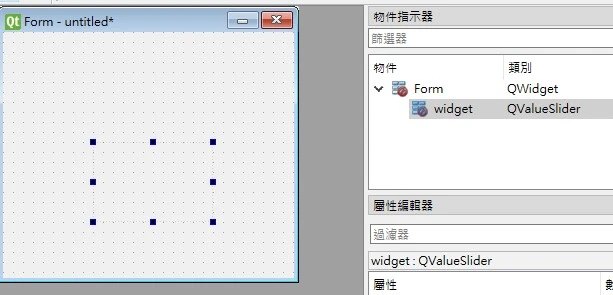 Qt Form - untitled*
物件指示器
篩選器
物件 類別
Form QWidget
widget QValueSlider
屬性編輯器
過濾器
widget : QValueSlider
屬性